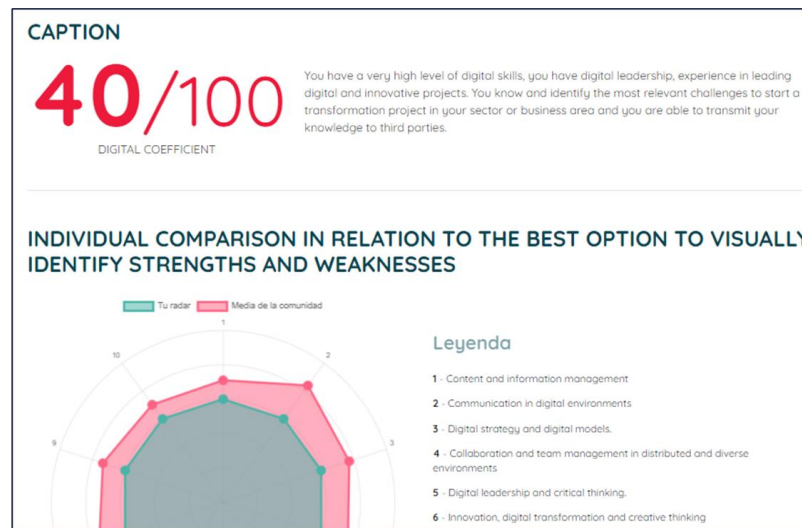 CAPTION
40/100
DIGITAL COEFFICIENT
You have a very high level of digital skills, you have digital leadership, experience in leading
digital and innovative projects. You know and identify the most relevant challenges to start a
transformation project in your sector or business area and you are able to transmit your
knowledge to third parties.
INDIVIDUAL COMPARISON IN RELATION TO THE BEST OPTION TO VISUALLY
IDENTIFY STRENGTHS AND WEAKNESSES
Tu radar
Media de la comunidad
1
10
2
9
3
Leyenda
1 - Content and information management
2 - Communication in digital environments
3 - Digital strategy and digital models.
4 - Collaboration and team management in distributed and diverse
environments
5 - Digital leadership and critical thinking.
6 - Innovation, digital transformation and creative thinking